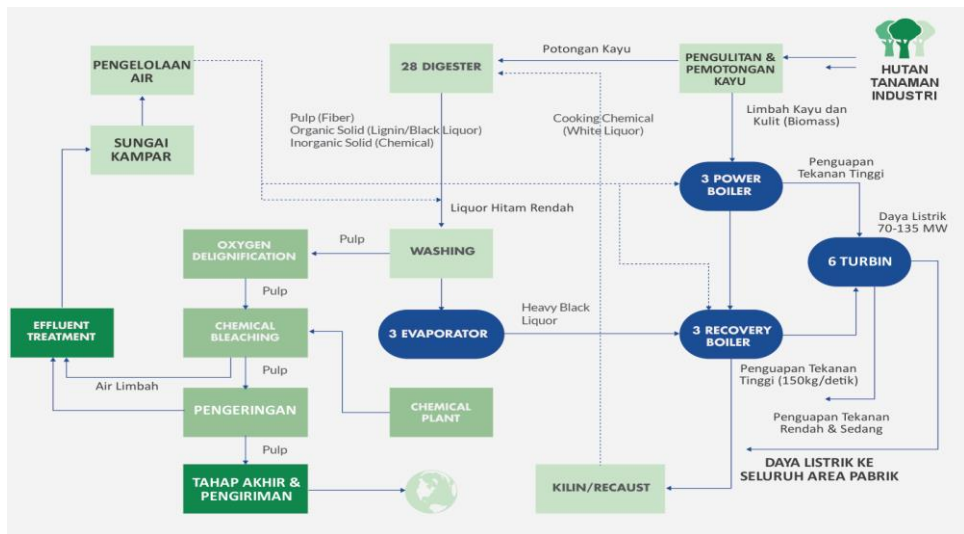 PENGELOLAAN
AIR
28 DIGESTER
Potongan Kayu
PENGULITAN &
PEMOTONGAN
KAYU
HUTAN
TANAMAN
INDUSTRI
SUNGAI
KAMPAR
Pulp (Fiber)
Organic Solid (Lignin/Black Liquor)
Inorganic Solid (Chemical)
Cooking Chemical
(White Liquor)
Limbah Kayu dan
Kulit (Biomass)
3 POWER
BOILER
Penguapan
Tekanan Tinggi
Liquor Hitam Rendah
Daya Listrik
70-135 MW
OXYGEN
DELIGNIFICATION
Pulp
WASHING
6 TURBIN
Pulp
EFFLUENT
TREATMENT
CHEMICAL
BLEACHING
3 EVAPORATOR
Heavy Black
Liquor
3 RECOVERY
BOILER
Air Limbah
Pulp
Penguapan Tekanan
Tinggi (150kg/detik)
PENGERINGAN
CHEMICAL
PLANT
Penguapan Tekanan
Rendah & Sedang
Pulp
TAHAP AKHIR &
PENGIRIMAN
KILIN/RECAUST
DAYA LISTRIK KE
SELURUH AREA PABRIK